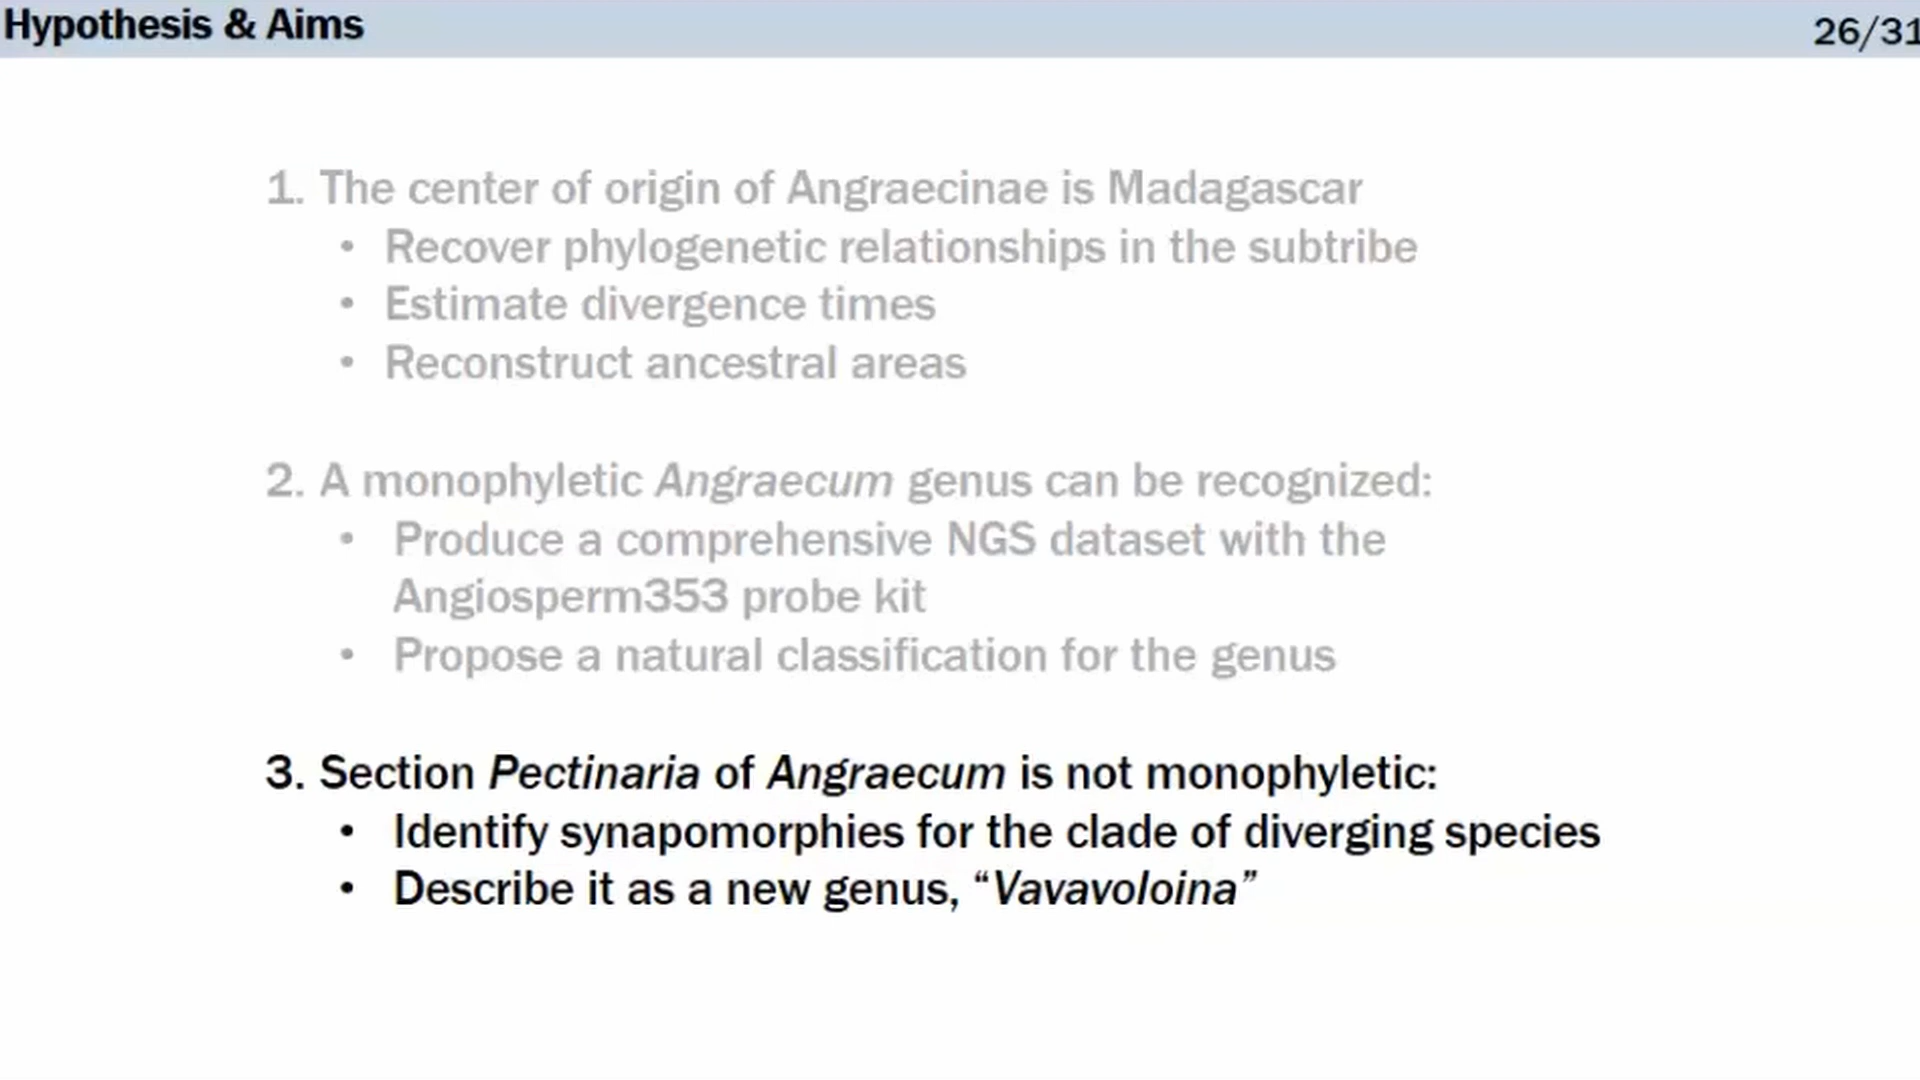 Hypothesis & Aims
26/31
1. The center of origin of Angraecinae is Madagascar
• Recover phylogenetic relationships in the subtribe
• Estimate divergence times
• Reconstruct ancestral areas
2. A monophyletic Angraecum genus can be recognized:
• Produce a comprehensive NGS dataset with the
Angiosperm353 probe kit
• Propose a natural classification for the genus
3. Section Pectinaria of Angraecum is not monophyletic:
• Identify synapomorphies for the clade of diverging species
• Describe it as a new genus, “Vavavoloina”